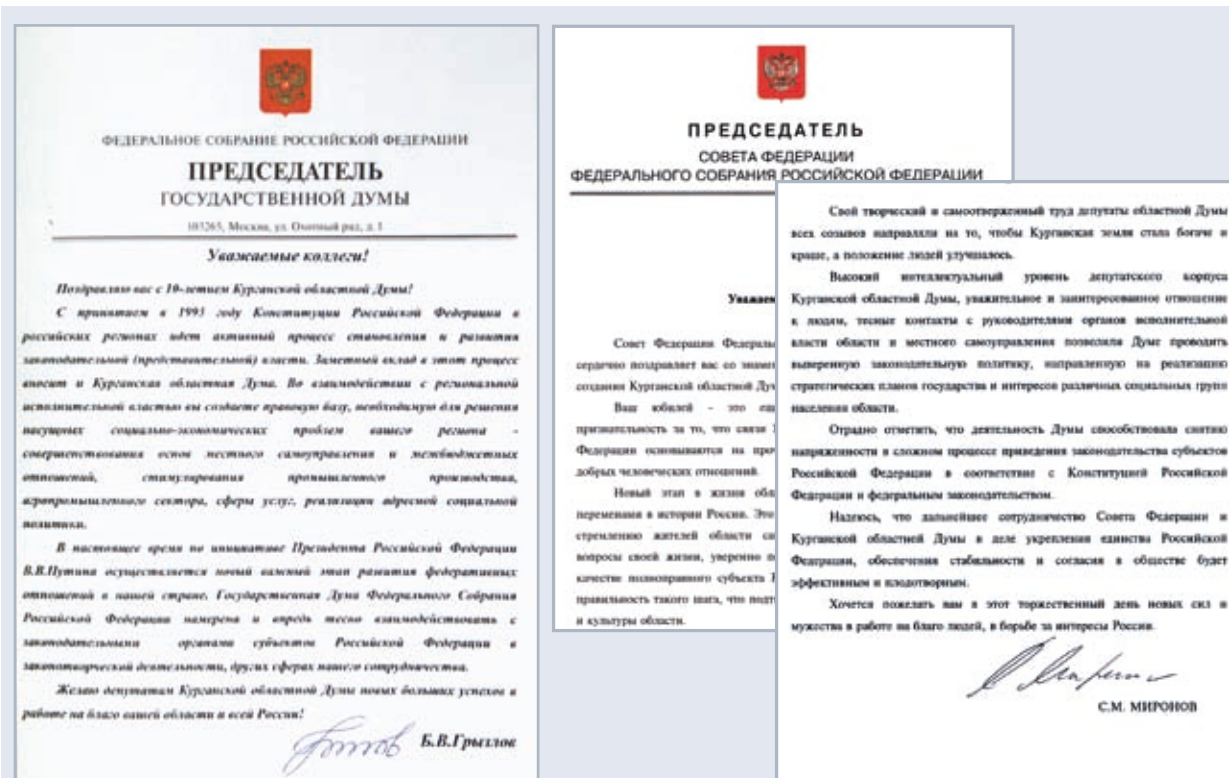 ФЕДЕРАЛЬНОЕ СОБРАНИЕ РОССИЙСКОЙ ФЕДЕРАЦИИ
ПРЕДСЕДАТЕЛЬ
ГОСУДАРСТВЕННОЙ ДУМЫ
103265, Москва, ул. Охотный ряд, д. 1
Уважаемые коллеги!
Поздравляю вас с 10-летием Курганской областной Думы!
С принятием в 1993 году Конституции Российской Федерации в
российских регионах идет активный процесс становления и развития
законодательной (представительной) власти. Заметный вклад в этот процесс
вносит и Курганская областная Дума. Во взаимодействии с региональной
исполнительной властью вы создаете правовую базу, необходимую для решения
насущных социально-экономических проблем вашего региона -
совершенствования основ местного самоуправления и межбюджетных
отношений, стимулирования промышленного производства,
агропромышленного сектора, сферы услуг, реализации адресной социальной
политики.
В настоящее время по инициативе Президента Российской Федерации
В.В.Путина осуществляется новый важный этап развития федеративных
отношений в нашей стране. Государственная Дума Федерального Собрания
Российской Федерации намерена и впредь тесно взаимодействовать с
законодательными органами субъектов Российской Федерации в
законотворческой деятельности, других сферах нашего сотрудничества.
Желаю депутатам Курганской областной Думы новых больших успехов в
работе на благо вашей области и всей России!
Б.В.Грызлов
ПРЕДСЕДАТЕЛЬ
СОВЕТА ФЕДЕРАЦИИ
ФЕДЕРАЛЬНОГО СОБРАНИЯ РОССИЙСКОЙ ФЕДЕРАЦИИ
Уважаем
Совет Федерации Федераль
сердечно поздравляет вас со знамен
создания Курганской областной Дум
Ваш юбилей - это
признательность за то, что связи
Федерации основываются на
добрых человеческих отношений.
Новый этап в жизни обл
переменами в истории России. Это
стремлению жителей области са
вопросы своей жизни, уверенно
качестве полноправного субъекта
правильность такого шага, что
и культуры области.
Свой творческий и самоотверженный труд депутаты областной Думы
всех созывов направляли на то, чтобы Курганская земля стала богаче и
краше, а положение людей улучшалось.
Высокий интеллектуальный уровень депутатского корпуса
Курганской областной Думы, уважительное и заинтересованное отношение
к людям, тесные контакты с руководителями органов исполнительной
власти области и местного самоуправления позволили Думе проводить
выверенную законодательную политику, направленную на реализацию
стратегических планов государства и интересов различных социальных групп
населения области.
Отрадно отметить, что деятельность Думы способствовала снятию
напряженности в сложном процессе приведения законодательства субъектов
Российской Федерации в соответствие с Конституцией Российской
Федерации и федеральным законодательством.
Надеюсь, что дальнейшее сотрудничество Совета Федерации и
Курганской областной Думы в деле укрепления единства Российской
Федерации, обеспечения стабильности и согласия в обществе будет
эффективным и плодотворным.
Хочется пожелать вам в этот торжественный день новых сил и
мужества в работе на благо людей, в борьбе за интересы России.
С.М. МИРОНОВ